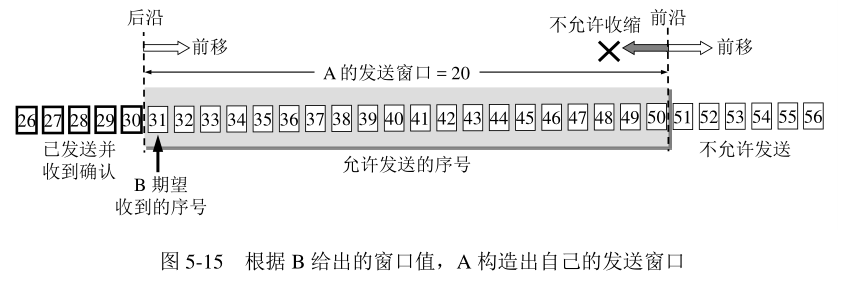 后沿
前移
不允许收缩
前沿
前移
A 的发送窗口 = 20
26 27 28 29 30 31 32 33 34 35 36 37 38 39 40 41 42 43 44 45 46 47 48 49 50 51 52 53 54 55 56
已发送并
收到确认
允许发送的序号
不允许发送
B 期望
收到的序号
图 5-15 根据 B 给出的窗口值，A 构造出自己的发送窗口